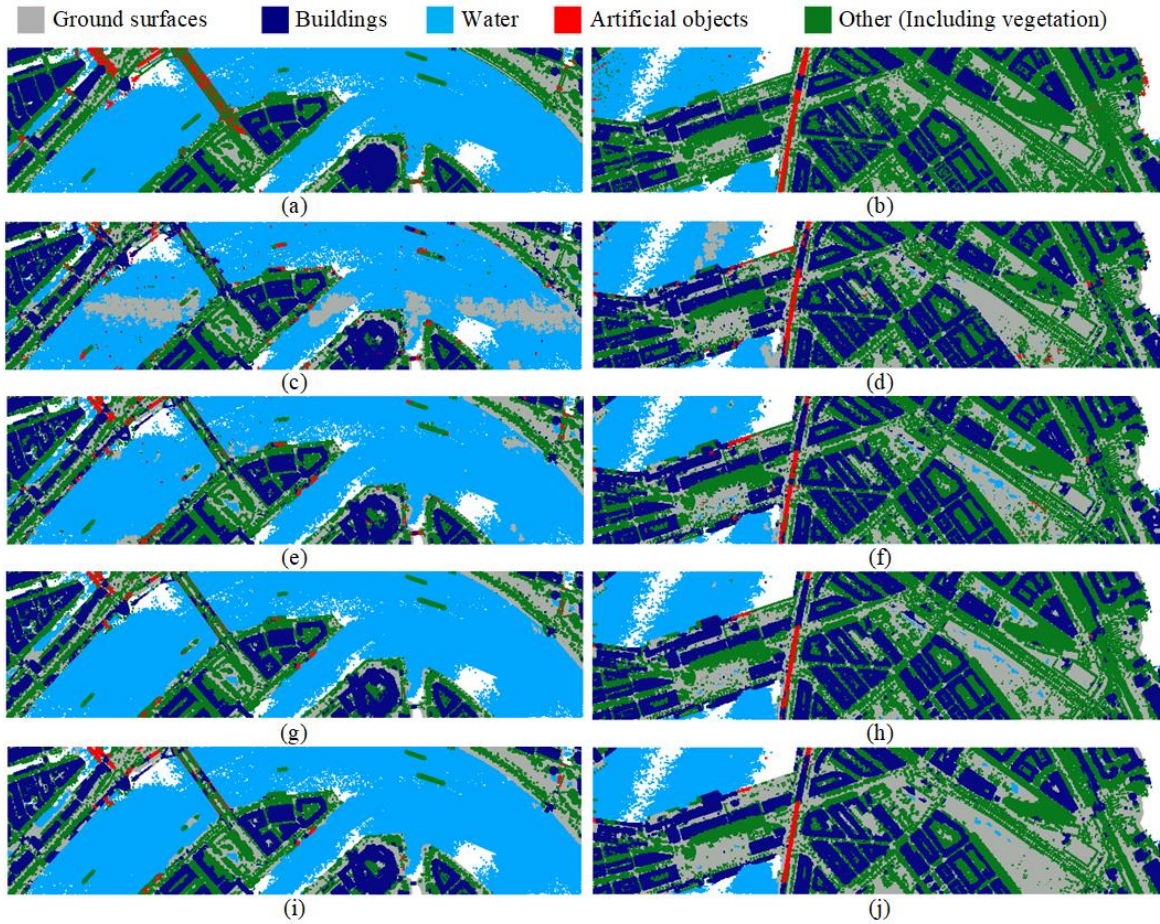 Ground surfaces Buildings Water Artificial objects Other (Including vegetation)
(a) (b)
(c) (d)
(e) (f)
(g) (h)
(i) (j)